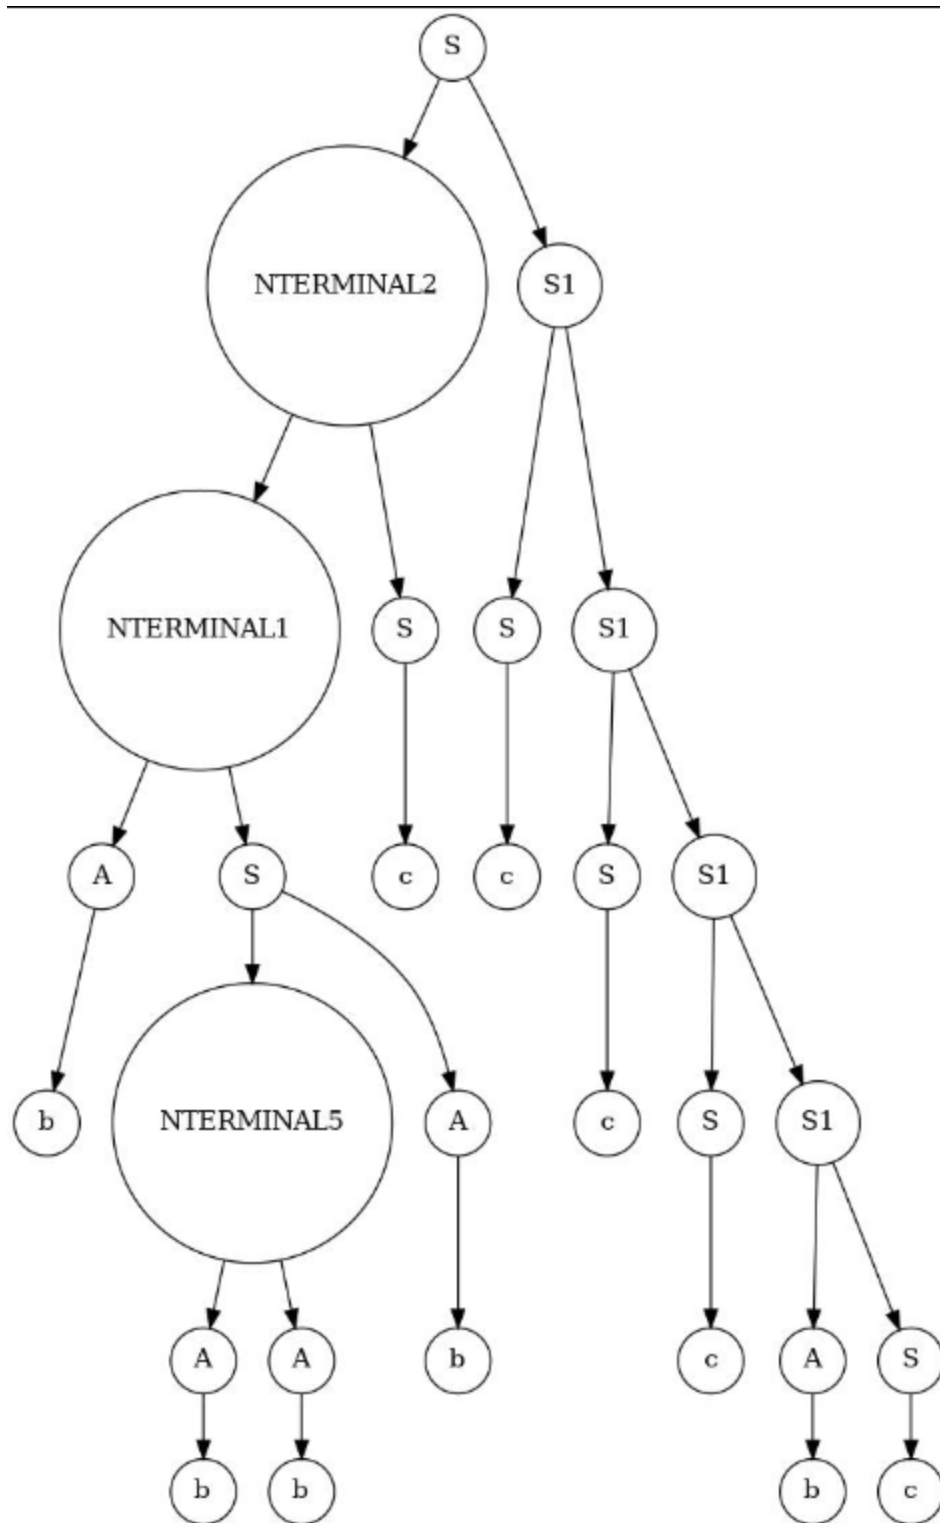 S
NTERMINAL2 S1
NTERMINAL1 S S S1
A S c c S S1
b NTERMINAL5 A c S S1
A A b c A S
b b b c